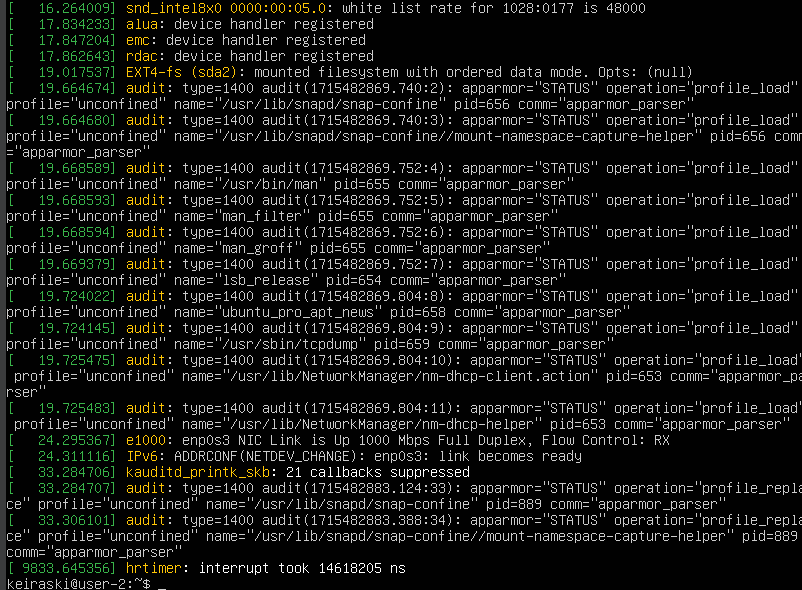 [   16.264009] snd_intel8x0 0000:00:05.0: white list rate for 1028:0177 is 48000
[   17.834233] alua: device handler registered
[   17.847204] emc: device handler registered
[   17.862643] rdac: device handler registered
[   19.017537] EXT4-fs (sda2): mounted filesystem with ordered data mode. Opts: (null)
[   19.664674] audit: type=1400 audit(1715482869.740:2): apparmor="STATUS" operation="profile_load"
profile="unconfined" name="/usr/lib/snapd/snap-confine" pid=656 comm="apparmor_parser"
[   19.664680] audit: type=1400 audit(1715482869.740:3): apparmor="STATUS" operation="profile_load"
profile="unconfined" name="/usr/lib/snapd/snap-confine//mount-namespace-capture-helper" pid=656 comm
="apparmor_parser"
[   19.668589] audit: type=1400 audit(1715482869.752:4): apparmor="STATUS" operation="profile_load"
profile="unconfined" name="/usr/bin/man" pid=655 comm="apparmor_parser"
[   19.668593] audit: type=1400 audit(1715482869.752:5): apparmor="STATUS" operation="profile_load"
profile="unconfined" name="man_filter" pid=655 comm="apparmor_parser"
[   19.668594] audit: type=1400 audit(1715482869.752:6): apparmor="STATUS" operation="profile_load"
profile="unconfined" name="man_groff" pid=655 comm="apparmor_parser"
[   19.669379] audit: type=1400 audit(1715482869.752:7): apparmor="STATUS" operation="profile_load"
profile="unconfined" name="lsb_release" pid=654 comm="apparmor_parser"
[   19.724022] audit: type=1400 audit(1715482869.804:8): apparmor="STATUS" operation="profile_load"
profile="unconfined" name="ubuntu_pro_apt_news" pid=658 comm="apparmor_parser"
[   19.724145] audit: type=1400 audit(1715482869.804:9): apparmor="STATUS" operation="profile_load"
profile="unconfined" name="/usr/sbin/tcpdump" pid=659 comm="apparmor_parser"
[   19.725475] audit: type=1400 audit(1715482869.804:10): apparmor="STATUS" operation="profile_load"
 profile="unconfined" name="/usr/lib/NetworkManager/nm-dhcp-client.action" pid=653 comm="apparmor_pa
rser"
[   19.725483] audit: type=1400 audit(1715482869.804:11): apparmor="STATUS" operation="profile_load"
 profile="unconfined" name="/usr/lib/NetworkManager/nm-dhcp-helper" pid=653 comm="apparmor_parser"
[   24.295367] e1000: enp0s3 NIC Link is Up 1000 Mbps Full Duplex, Flow Control: RX
[   24.311116] IPv6: ADDRCONF(NETDEV_CHANGE): enp0s3: link becomes ready
[   33.284706] kauditd_printk_skb: 21 callbacks suppressed
[   33.284707] audit: type=1400 audit(1715482883.124:33): apparmor="STATUS" operation="profile_repla
ce" profile="unconfined" name="/usr/lib/snapd/snap-confine" pid=889 comm="apparmor_parser"
[   33.306101] audit: type=1400 audit(1715482883.388:34): apparmor="STATUS" operation="profile_repla
ce" profile="unconfined" name="/usr/lib/snapd/snap-confine//mount-namespace-capture-helper" pid=889
comm="apparmor_parser"
[ 9833.645356] hrtimer: interrupt took 14618205 ns
keiraski@user-2:~$ _